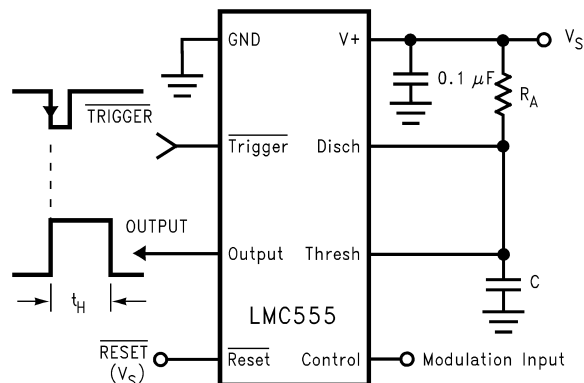 GND V+ V_S
0.1 μF
R_A
TRIGGER
Trigger Disch
OUTPUT
Output Thresh
C
t_H
LMC555
RESET
(V_S)
Reset Control Modulation Input